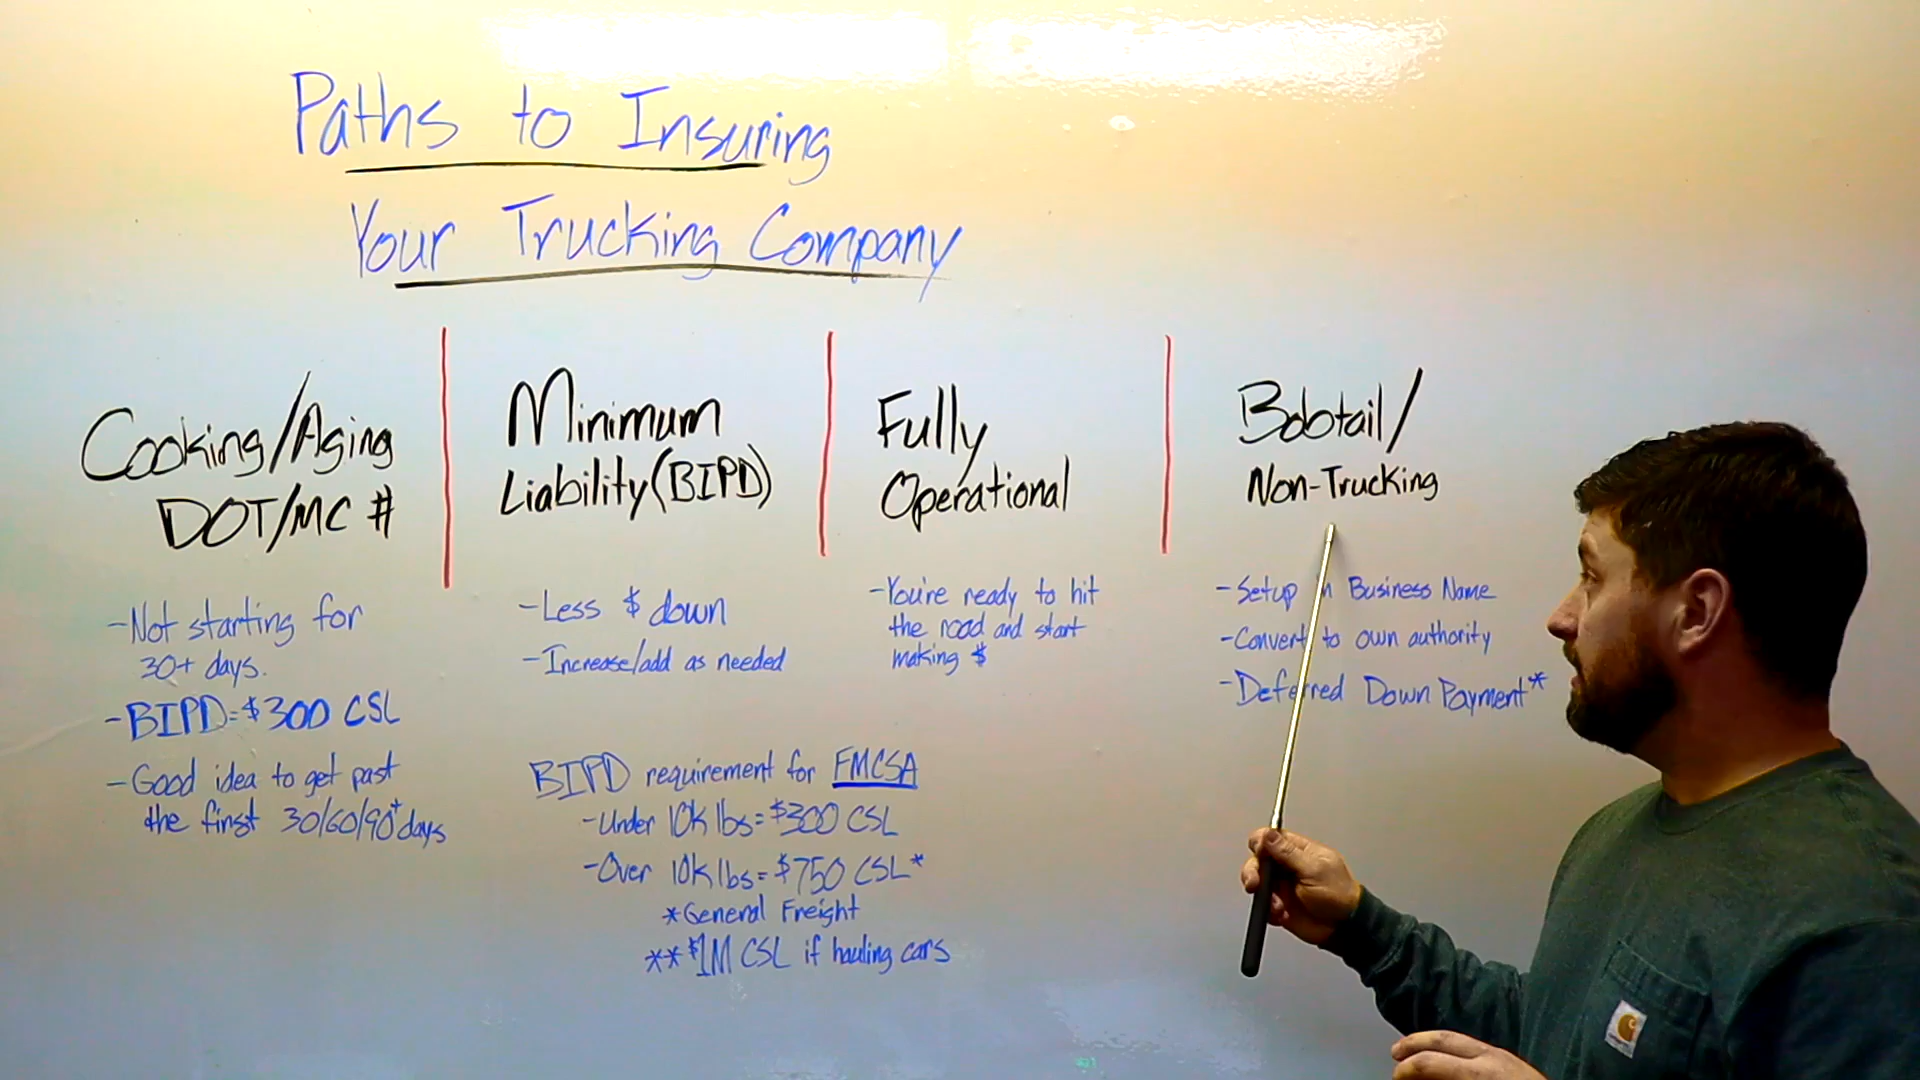 Paths to Insuring
Your Trucking Company
Cooking/Aging
DOT/MC #
-Not starting for
30+ days.
-BIPD=$300 CSL
-Good idea to get past
the first 30/60/90+ days
Minimum
Liability (BIPD)
-Less $ down
-Increase/add as needed
BIPD requirement for FMCSA
-Under 10k lbs=$300 CSL
-Over 10k lbs=$750 CSL*
*General Freight
**$1M CSL if hauling cars
Fully
Operational
-You're ready to hit
the road and start
making $
Bobtail/
Non-Trucking
-Setup in Business Name
-Convert to own authority
-Deferred Down Payment*